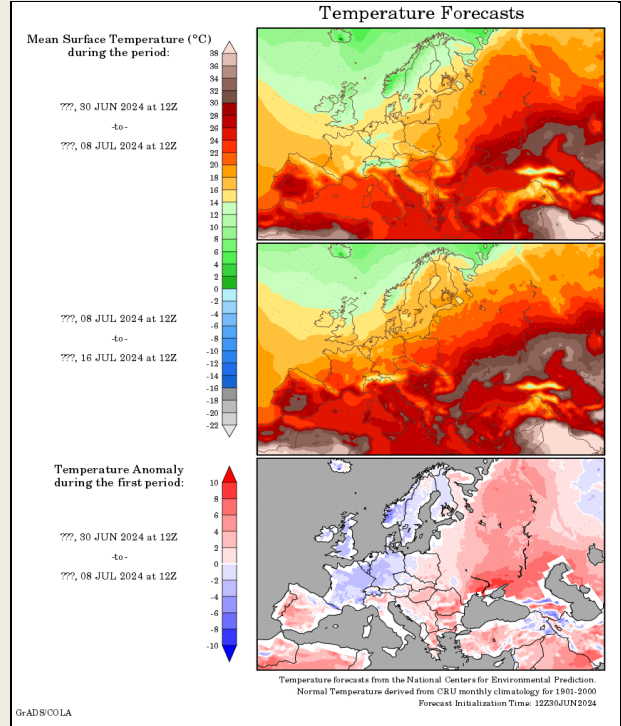 Temperature Forecasts
Mean Surface Temperature (°C)
during the period:
38
36
34
32
30
28
26
24
22
20
18
16
14
12
10
8
6
4
2
0
-2
-4
-6
-8
-10
-12
-14
-16
-18
-20
-22
???, 30 JUN 2024 at 12Z
-to-
???, 08 JUL 2024 at 12Z
???, 08 JUL 2024 at 12Z
-to-
???, 16 JUL 2024 at 12Z
Temperature Anomaly
during the first period:
10
8
6
4
2
0
-2
-4
-6
-8
-10
???, 30 JUN 2024 at 12Z
-to-
???, 08 JUL 2024 at 12Z
Temperature forecasts from the National Centers for Environmental Prediction.
Normal Temperature derived from CRU monthly climatology for 1901-2000
Forecast Initialization Time: 12Z30JUN2024
GrADS/COLA